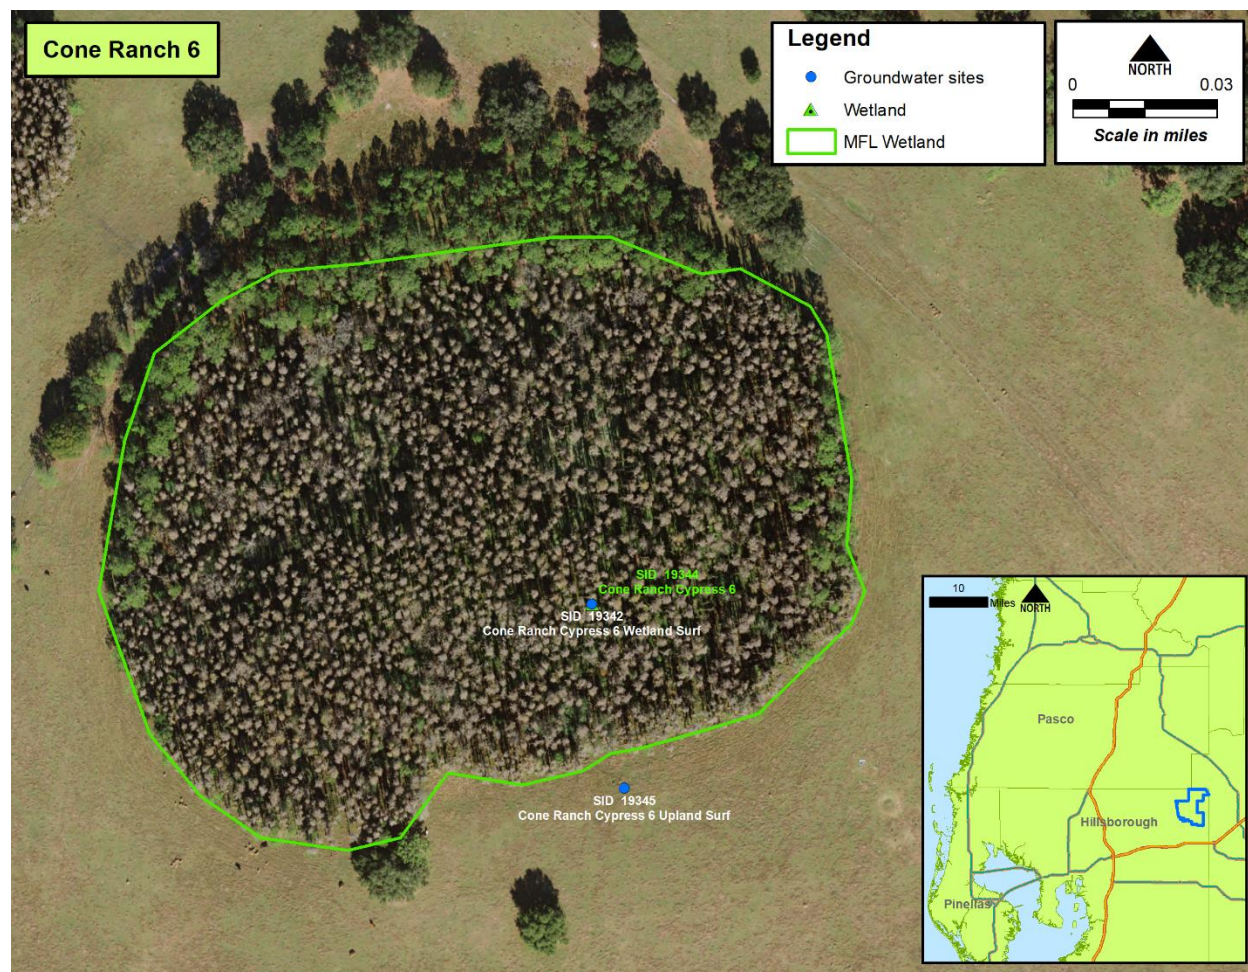 Cone Ranch 6
Legend
Groundwater sites
Wetland
MFL Wetland
NORTH
0 0.03
Scale in miles
SID 19344
Cone Ranch Cypress 6
SID 19342
Cone Ranch Cypress 6 Wetland Surf
SID 19345
Cone Ranch Cypress 6 Upland Surf
10
Miles
NORTH
Pasco
Hillsborough
Pinellas